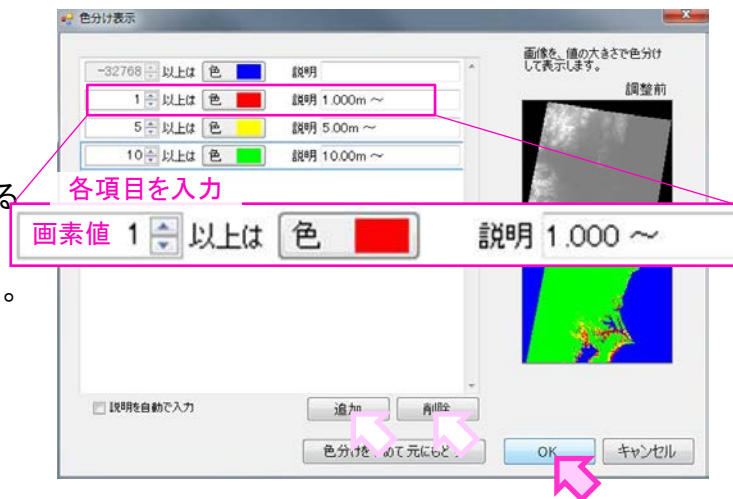 色分け表示
画像を、値の大きさで色分け
して表示します。
調整前
-32768 以上は 色 説明
1 以上は 色 説明 1.000m ～
5 以上は 色 説明 5.00m ～
10 以上は 色 説明 10.00m ～
る
各項目を入力
画素値 1 以上は 色 説明 1.000 ～
。
説明を自動で入力
追加 削除
色分けをやめて元にもどす
OK キャンセル